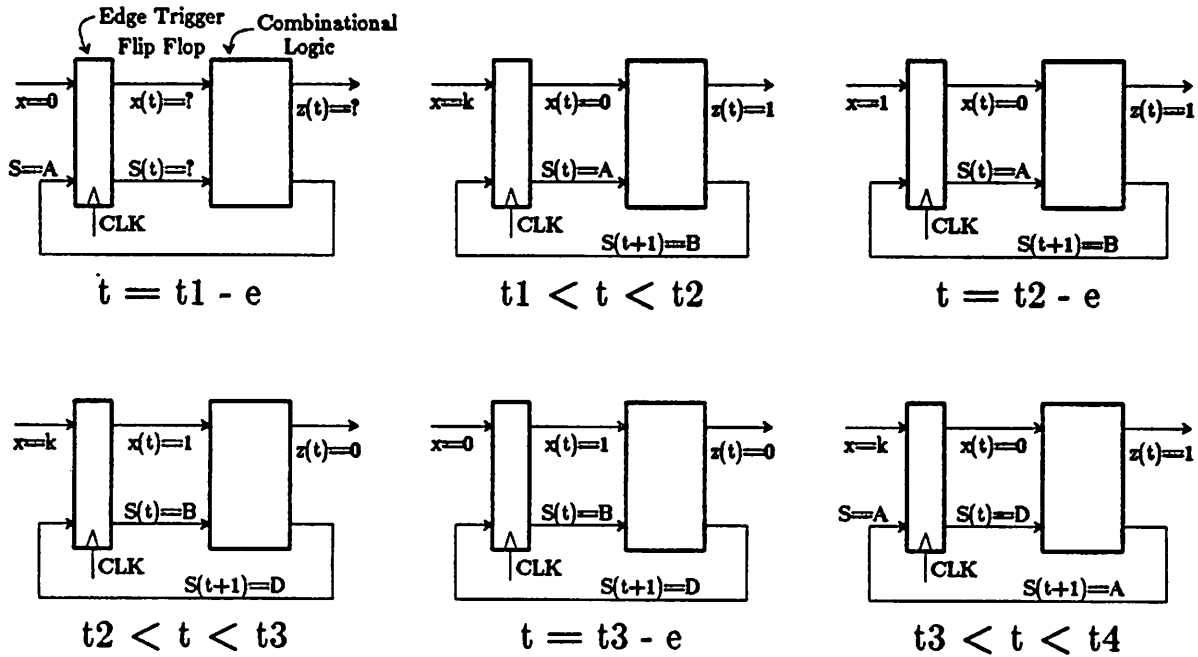 Edge Trigger
Flip Flop
Combinational
Logic
x=0
x(t)=?
z(t)=?
S=A
S(t)=?
CLK
t = t1 - e
x=k
x(t)=0
z(t)=1
S(t)=A
CLK
S(t+1)=B
t1 < t < t2
x=1
x(t)=0
z(t)=1
S(t)=A
CLK
S(t+1)=B
t = t2 - e
x=k
x(t)=1
z(t)=0
S(t)=B
CLK
S(t+1)=D
t2 < t < t3
x=0
x(t)=1
z(t)=0
S(t)=B
CLK
S(t+1)=D
t = t3 - e
x=k
x(t)=0
z(t)=1
S=A
S(t)=D
CLK
S(t+1)=A
t3 < t < t4